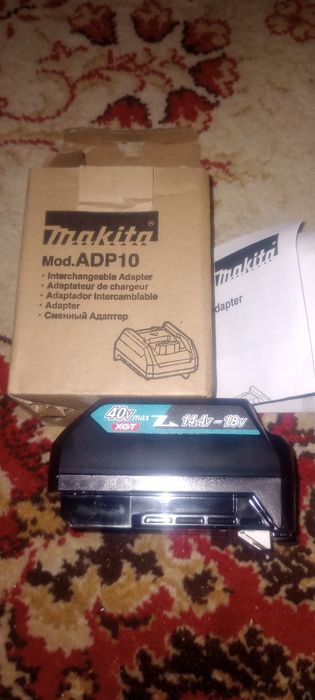 makita
Mod.ADP10
• Interchangeable Adapter
• Adaptateur de chargeur
• Adaptador intercambiable
• Adapter
• Сменный Адаптер
makita
dapter
40Vmax
XGT
14.4V-18V